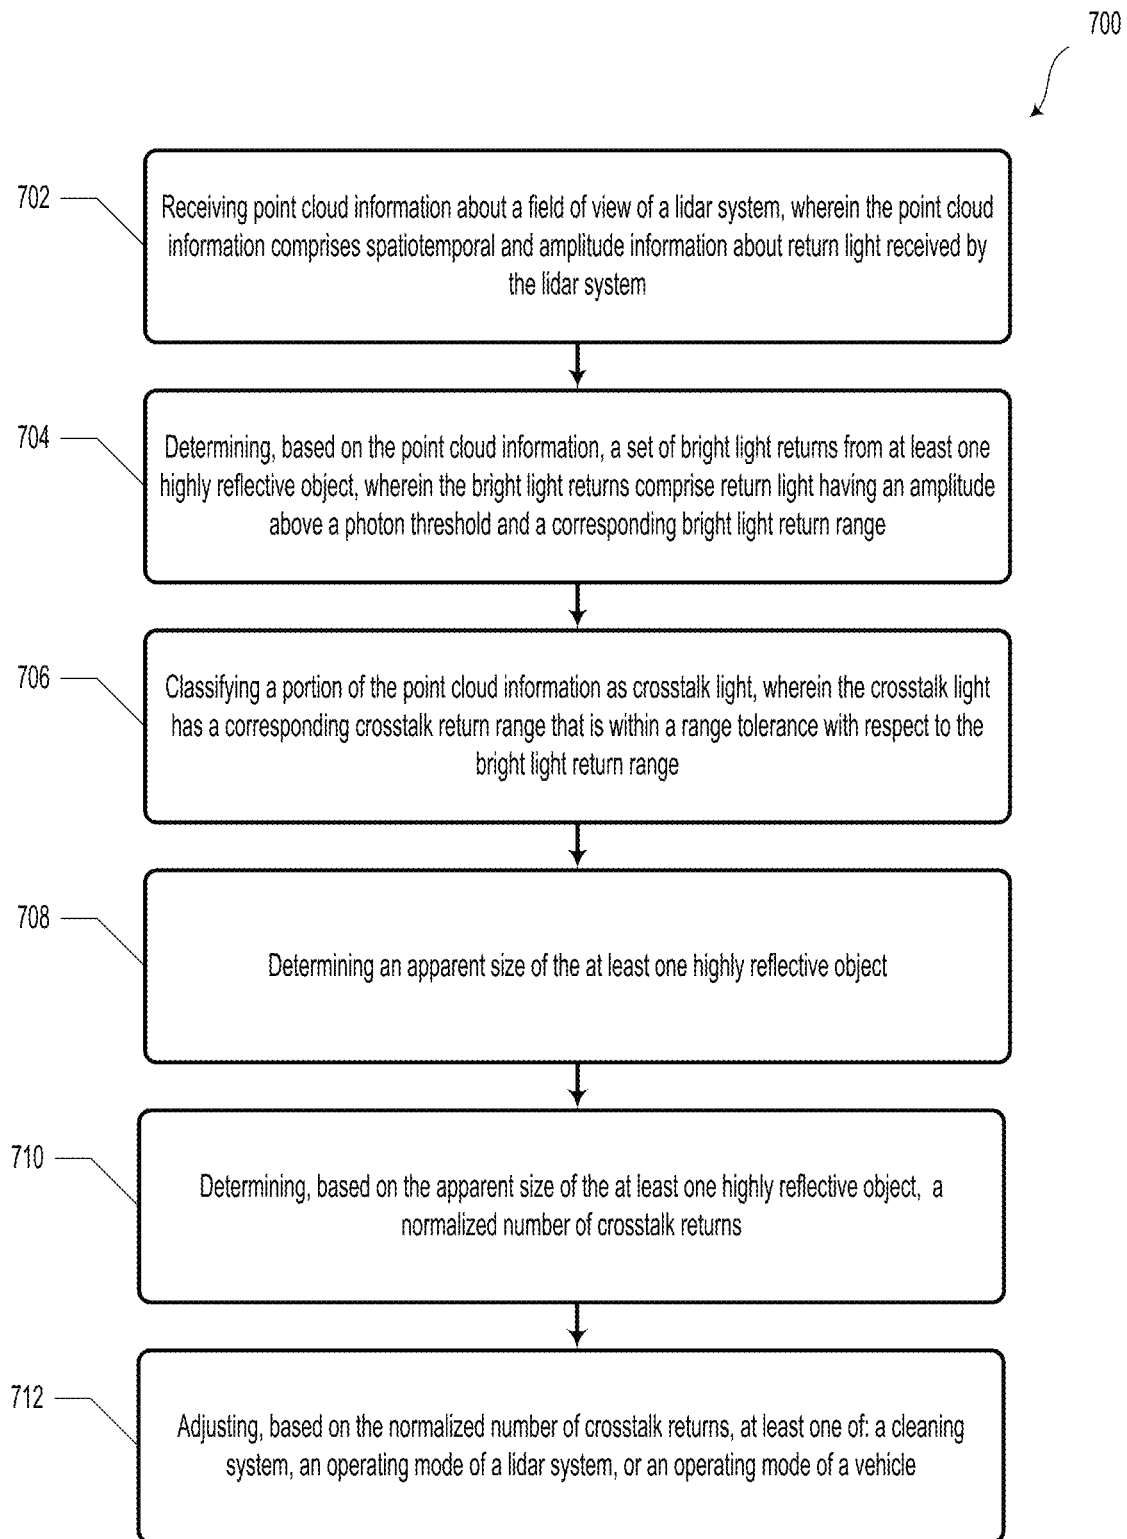 700
702
Receiving point cloud information about a field of view of a lidar system, wherein the point cloud
information comprises spatiotemporal and amplitude information about return light received by
the lidar system
704
Determining, based on the point cloud information, a set of bright light returns from at least one
highly reflective object, wherein the bright light returns comprise return light having an amplitude
above a photon threshold and a corresponding bright light return range
706
Classifying a portion of the point cloud information as crosstalk light, wherein the crosstalk light
has a corresponding crosstalk return range that is within a range tolerance with respect to the
bright light return range
708
Determining an apparent size of the at least one highly reflective object
710
Determining, based on the apparent size of the at least one highly reflective object, a
normalized number of crosstalk returns
712
Adjusting, based on the normalized number of crosstalk returns, at least one of: a cleaning
system, an operating mode of a lidar system, or an operating mode of a vehicle